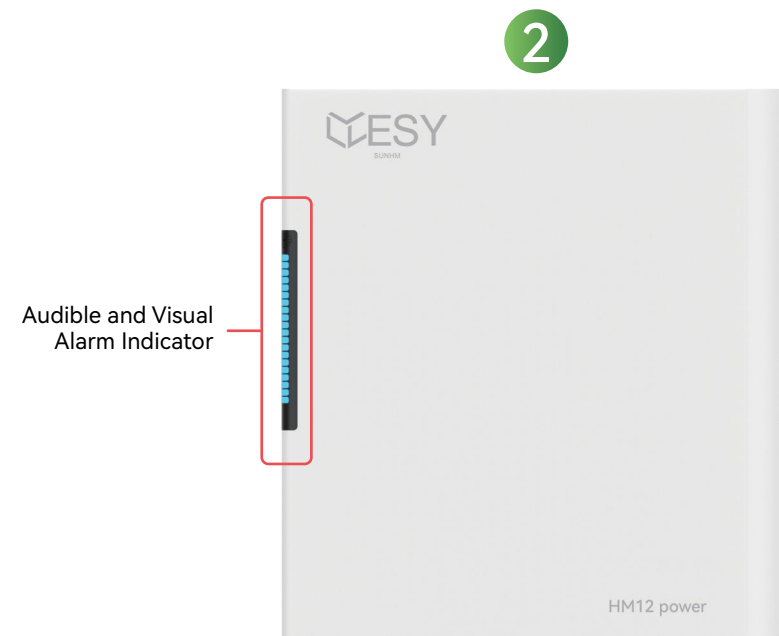 2
ESY
SUNHM
Audible and Visual
Alarm Indicator
HM12 power